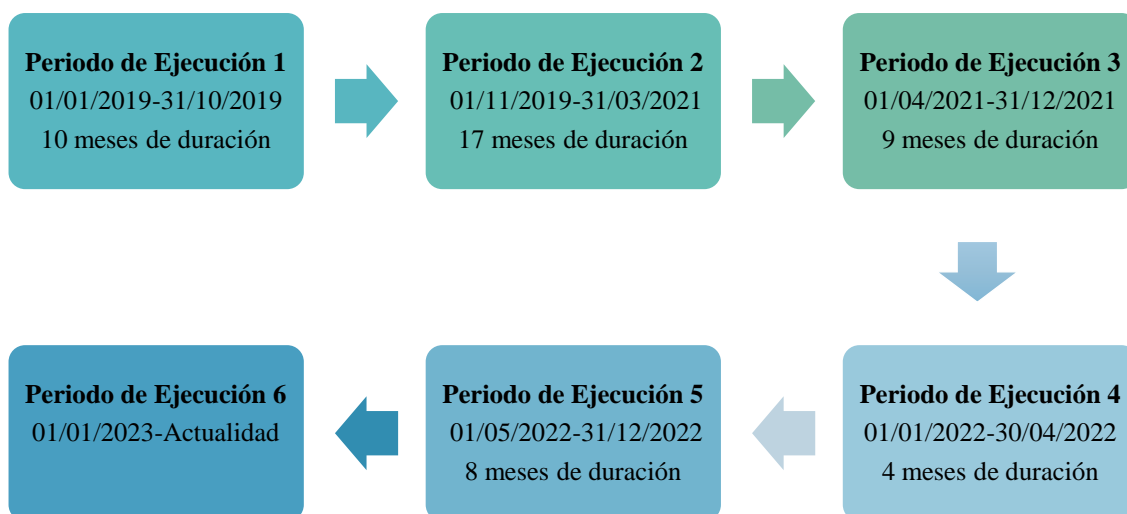 Periodo de Ejecución 1
01/01/2019-31/10/2019
10 meses de duración
Periodo de Ejecución 2
01/11/2019-31/03/2021
17 meses de duración
Periodo de Ejecución 3
01/04/2021-31/12/2021
9 meses de duración
Periodo de Ejecución 4
01/01/2022-30/04/2022
4 meses de duración
Periodo de Ejecución 5
01/05/2022-31/12/2022
8 meses de duración
Periodo de Ejecución 6
01/01/2023-Actualidad